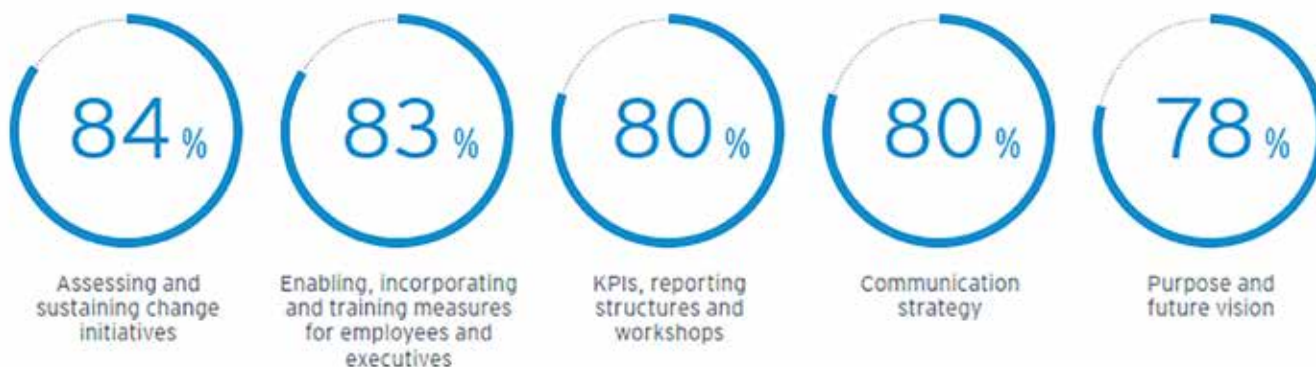 84 %
83 %
80 %
80 %
78 %
Assessing and
sustaining change
initiatives
Enabling, incorporating
and training measures
for employees and
executives
KPIs, reporting
structures and
workshops
Communication
strategy
Purpose and
future vision